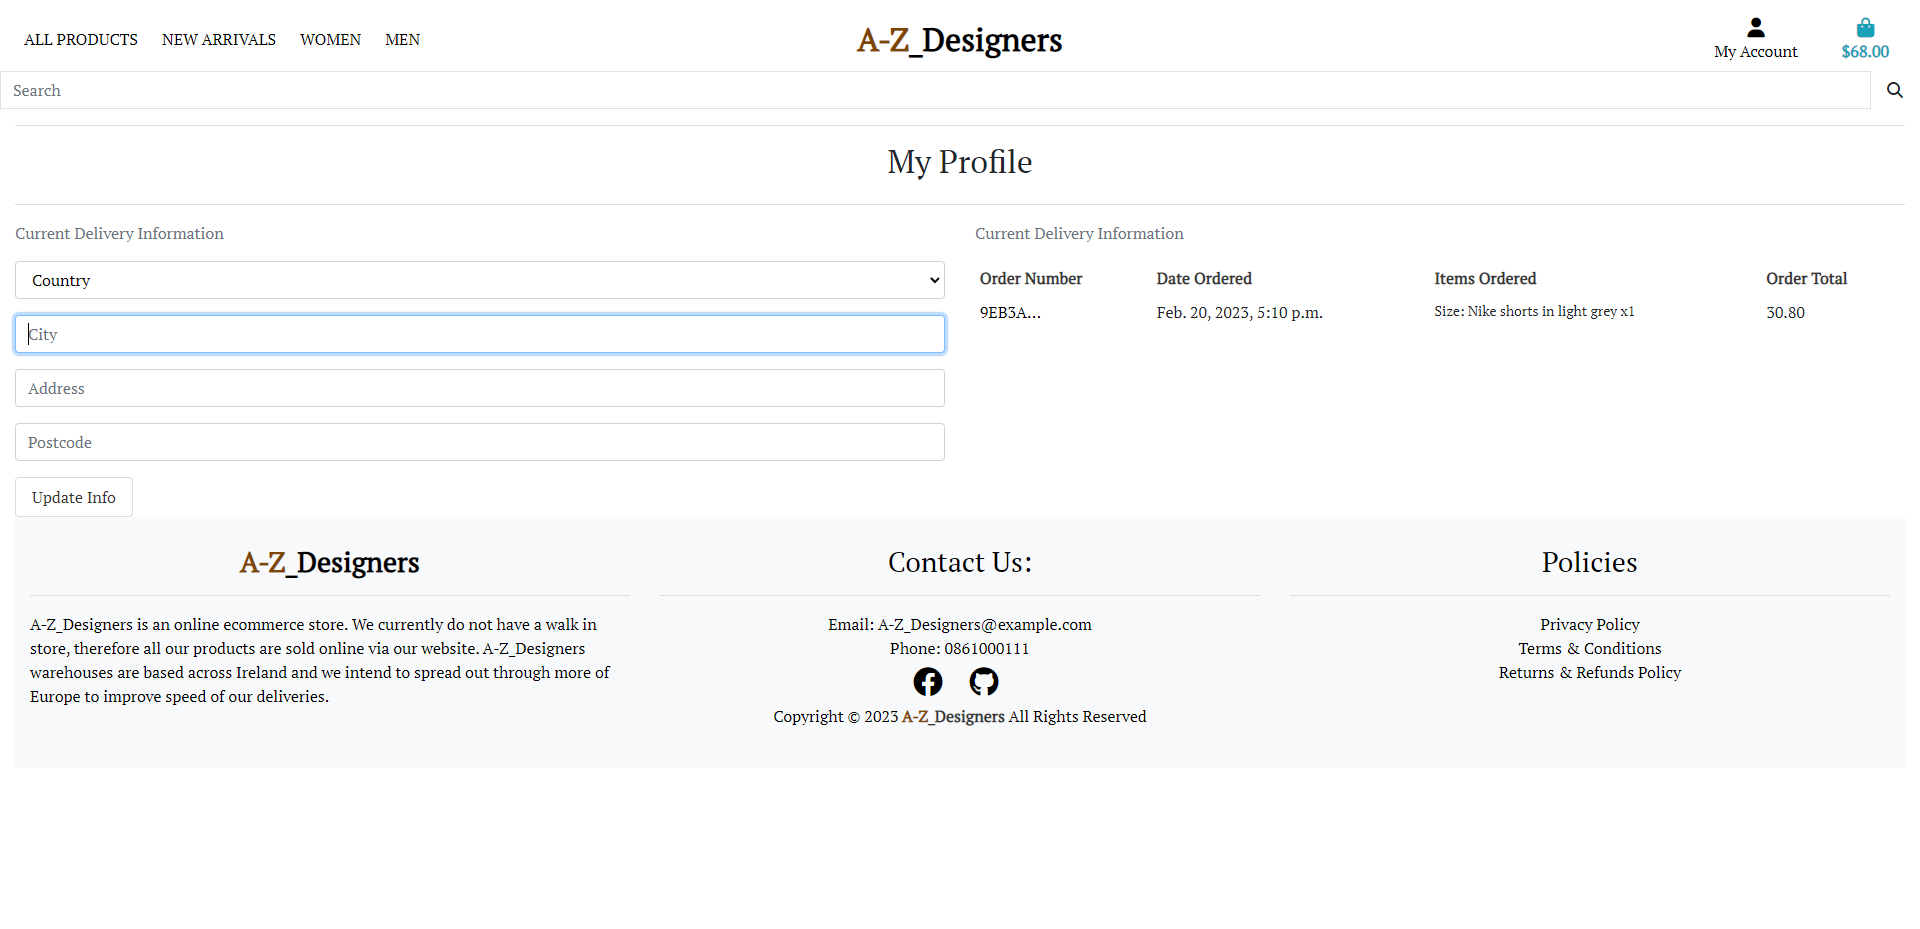 ALL PRODUCTS NEW ARRIVALS WOMEN MEN
A-Z_Designers
My Account
$68.00
Search
My Profile
Current Delivery Information
Country
City
Address
Postcode
Update Info
Current Delivery Information
Order Number Date Ordered Items Ordered Order Total
9EB3A... Feb. 20, 2023, 5:10 p.m. Size: Nike shorts in light grey x1 30.80
A-Z_Designers
A-Z_Designers is an online ecommerce store. We currently do not have a walk in
store, therefore all our products are sold online via our website. A-Z_Designers
warehouses are based across Ireland and we intend to spread out through more of
Europe to improve speed of our deliveries.
Contact Us:
Email: A-Z_Designers@example.com
Phone: 0861000111
Copyright © 2023 A-Z_Designers All Rights Reserved
Policies
Privacy Policy
Terms & Conditions
Returns & Refunds Policy